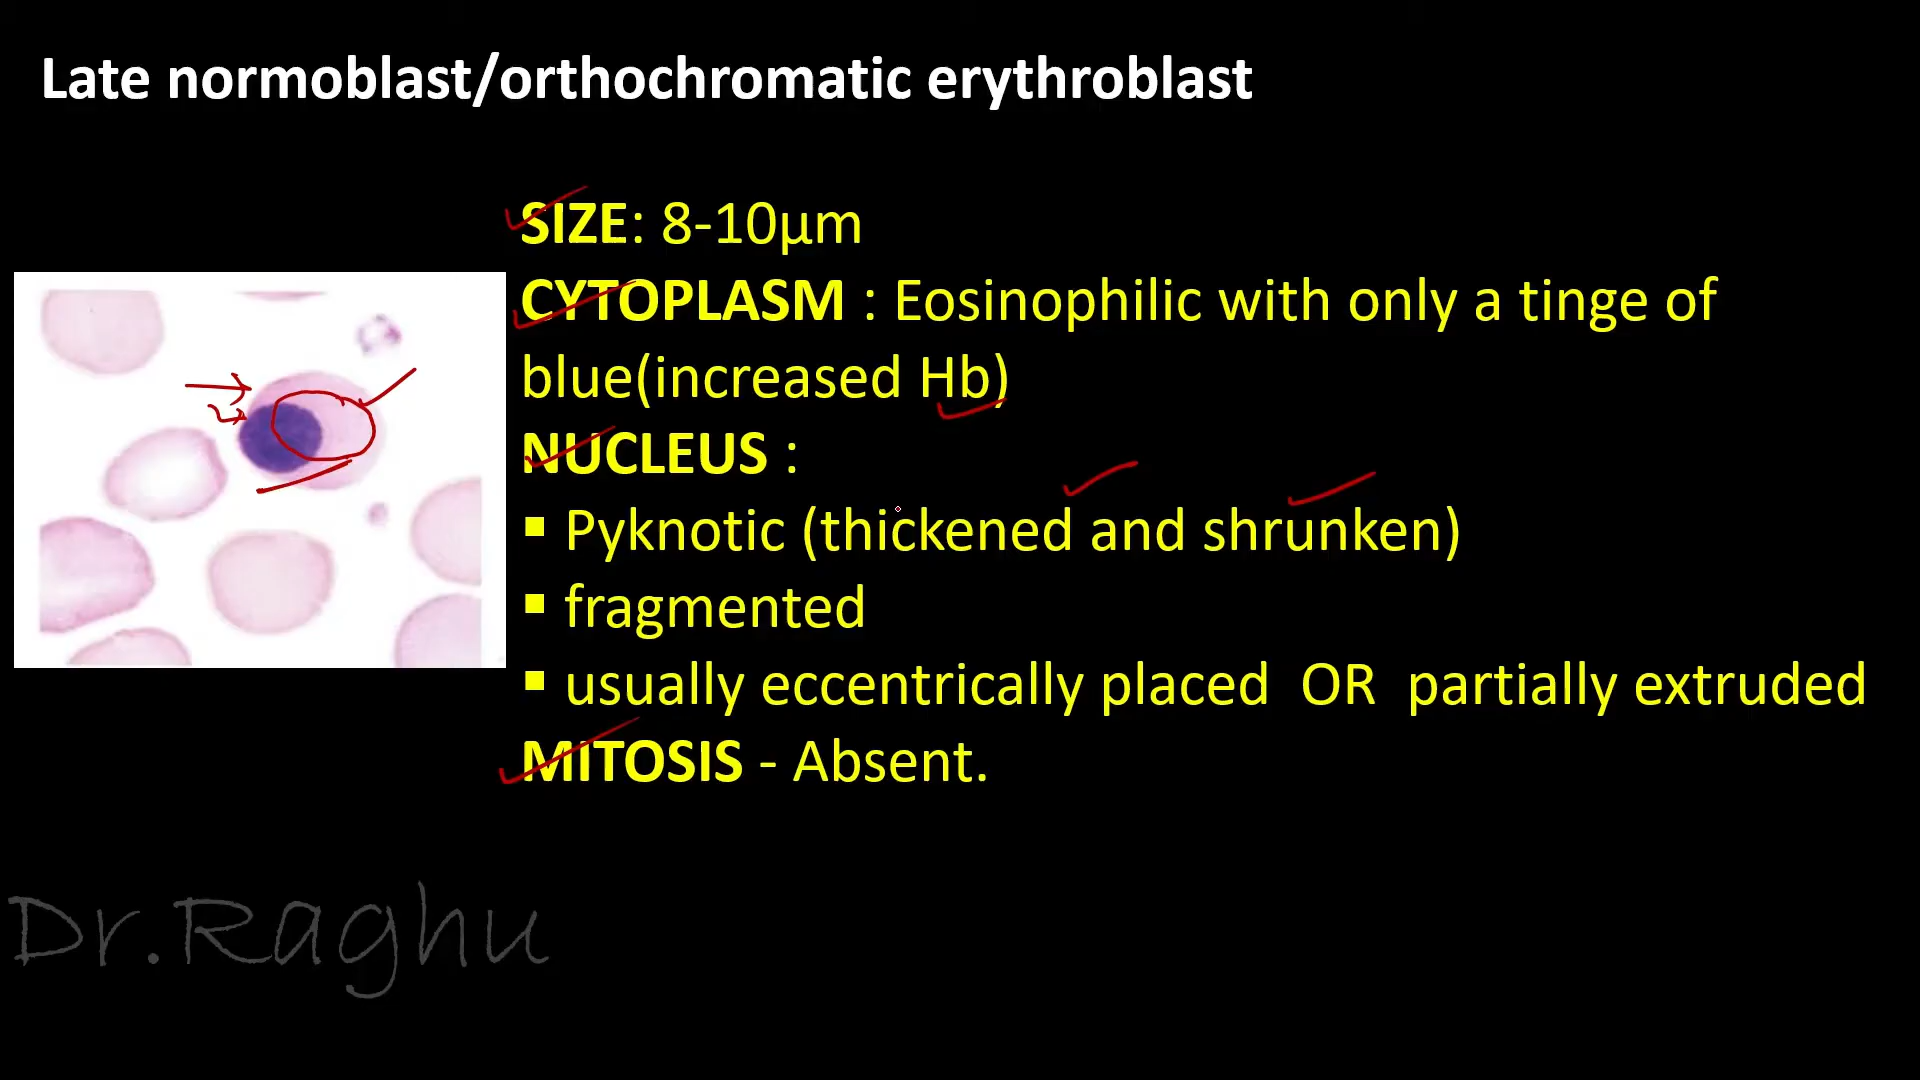 Late normoblast/orthochromatic erythroblast
SIZE: 8-10µm
CYTOPLASM : Eosinophilic with only a tinge of
blue(increased Hb)
NUCLEUS :
▪ Pyknotic (thickened and shrunken)
▪ fragmented
▪ usually eccentrically placed OR partially extruded
MITOSIS - Absent.
Dr.Raghu